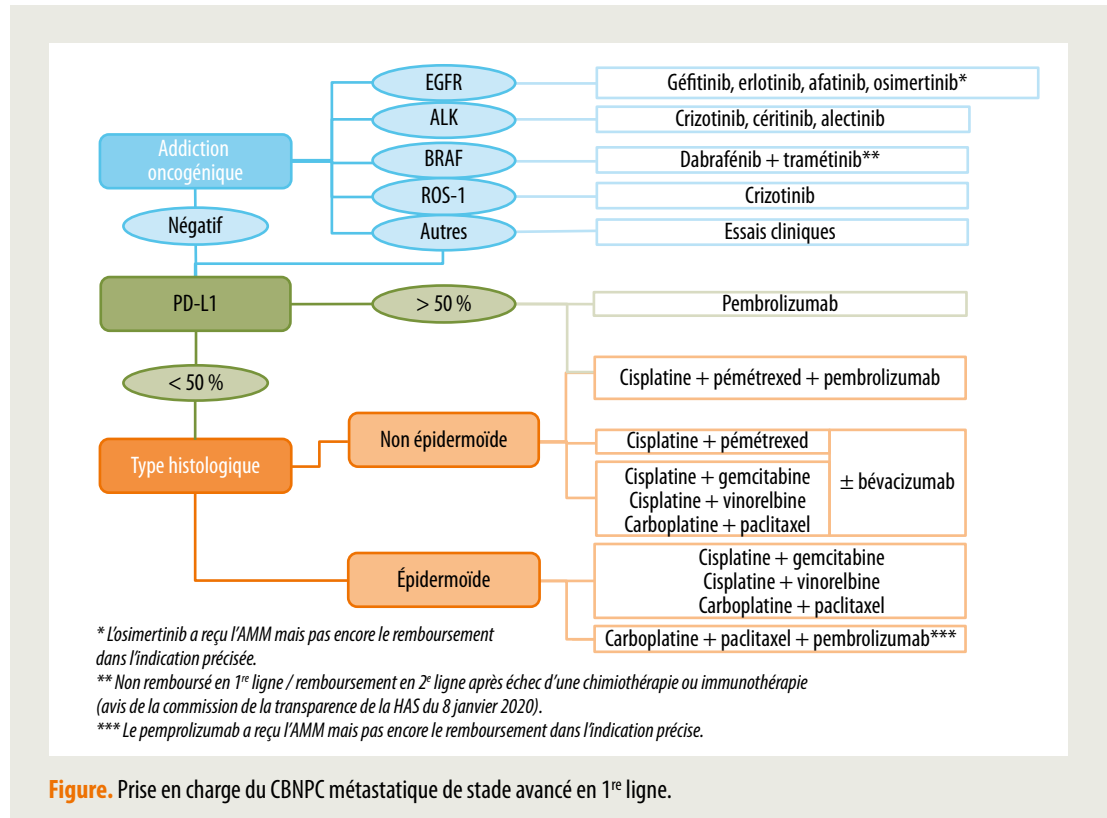 EGFR
Géfitinib, erlotinib, afatinib, osimertinib*
ALK
Crizotinib, céritinib, alectinib
Addiction
oncogénique
BRAF
Dabrafénib + tramétinib**
ROS-1
Crizotinib
Négatif
Autres
Essais cliniques
PD-L1
> 50 %
Pembrolizumab
< 50 %
Cisplatine + pémétrexed + pembrolizumab
Type histologique
Non épidermoïde
Cisplatine + pémétrexed
Cisplatine + gemcitabine
Cisplatine + vinorelbine
Carboplatine + paclitaxel
± bévacizumab
Épidermoïde
Cisplatine + gemcitabine
Cisplatine + vinorelbine
Carboplatine + paclitaxel
Carboplatine + paclitaxel + pembrolizumab***
* L'osimertinib a reçu l'AMM mais pas encore le remboursement
dans l'indication précisée.
** Non remboursé en 1re ligne / remboursement en 2e ligne après échec d'une chimiothérapie ou immunothérapie
(avis de la commission de la transparence de la HAS du 8 janvier 2020).
*** Le pemprolizumab a reçu l'AMM mais pas encore le remboursement dans l'indication précise.
Figure. Prise en charge du CBNPC métastatique de stade avancé en 1re ligne.